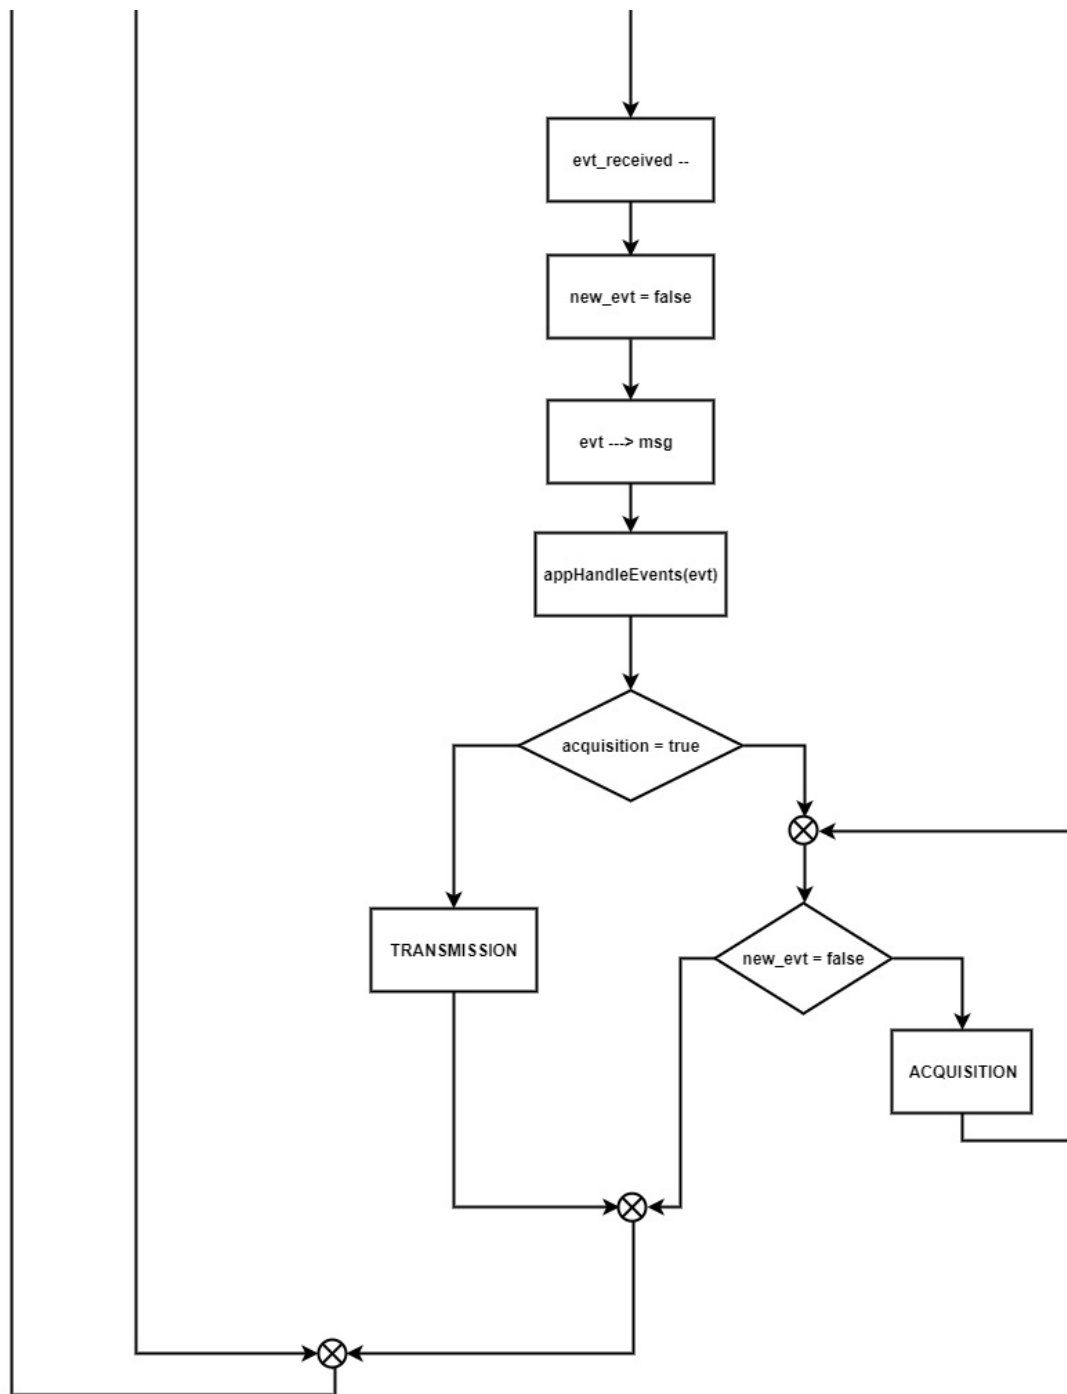 evt_received --
new_evt = false
evt ---> msg
appHandleEvents(evt)
acquisition = true
TRANSMISSION
new_evt = false
ACQUISITION